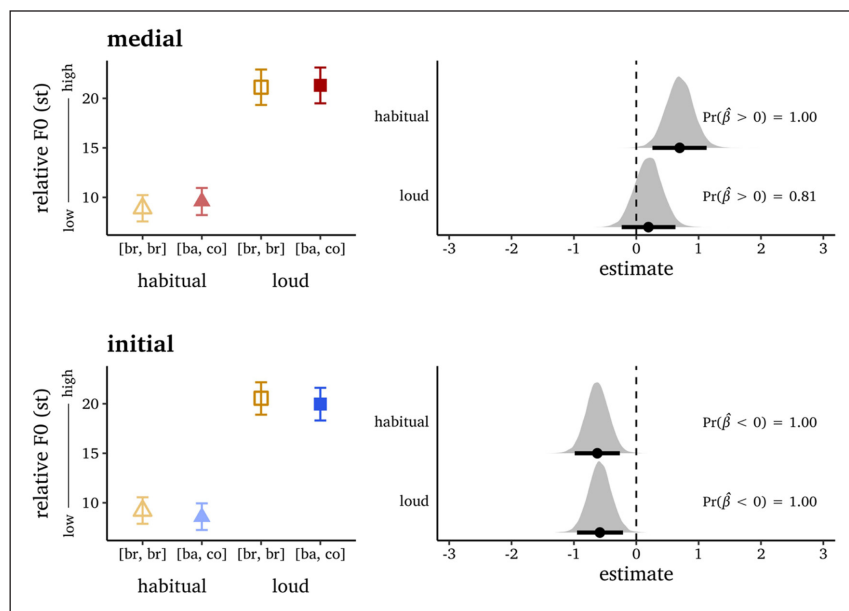 medial
relative F0 (st)
low
high
20
10
[br, br] [ba, co] [br, br] [ba, co]
habitual loud
habitual
loud
Pr(β̂ > 0) = 1.00
Pr(β̂ > 0) = 0.81
-3 -2 -1 0 1 2 3
estimate
initial
relative F0 (st)
low
high
20
15
10
[br, br] [ba, co] [br, br] [ba, co]
habitual loud
habitual
loud
Pr(β̂ < 0) = 1.00
Pr(β̂ < 0) = 1.00
-3 -2 -1 0 1 2 3
estimate